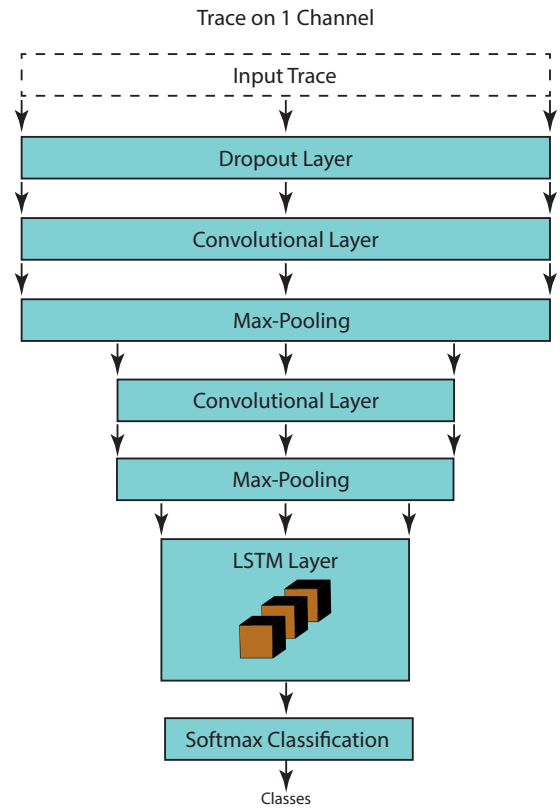 Trace on 1 Channel
Input Trace
Dropout Layer
Convolutional Layer
Max-Pooling
Convolutional Layer
Max-Pooling
LSTM Layer
Softmax Classification
Classes